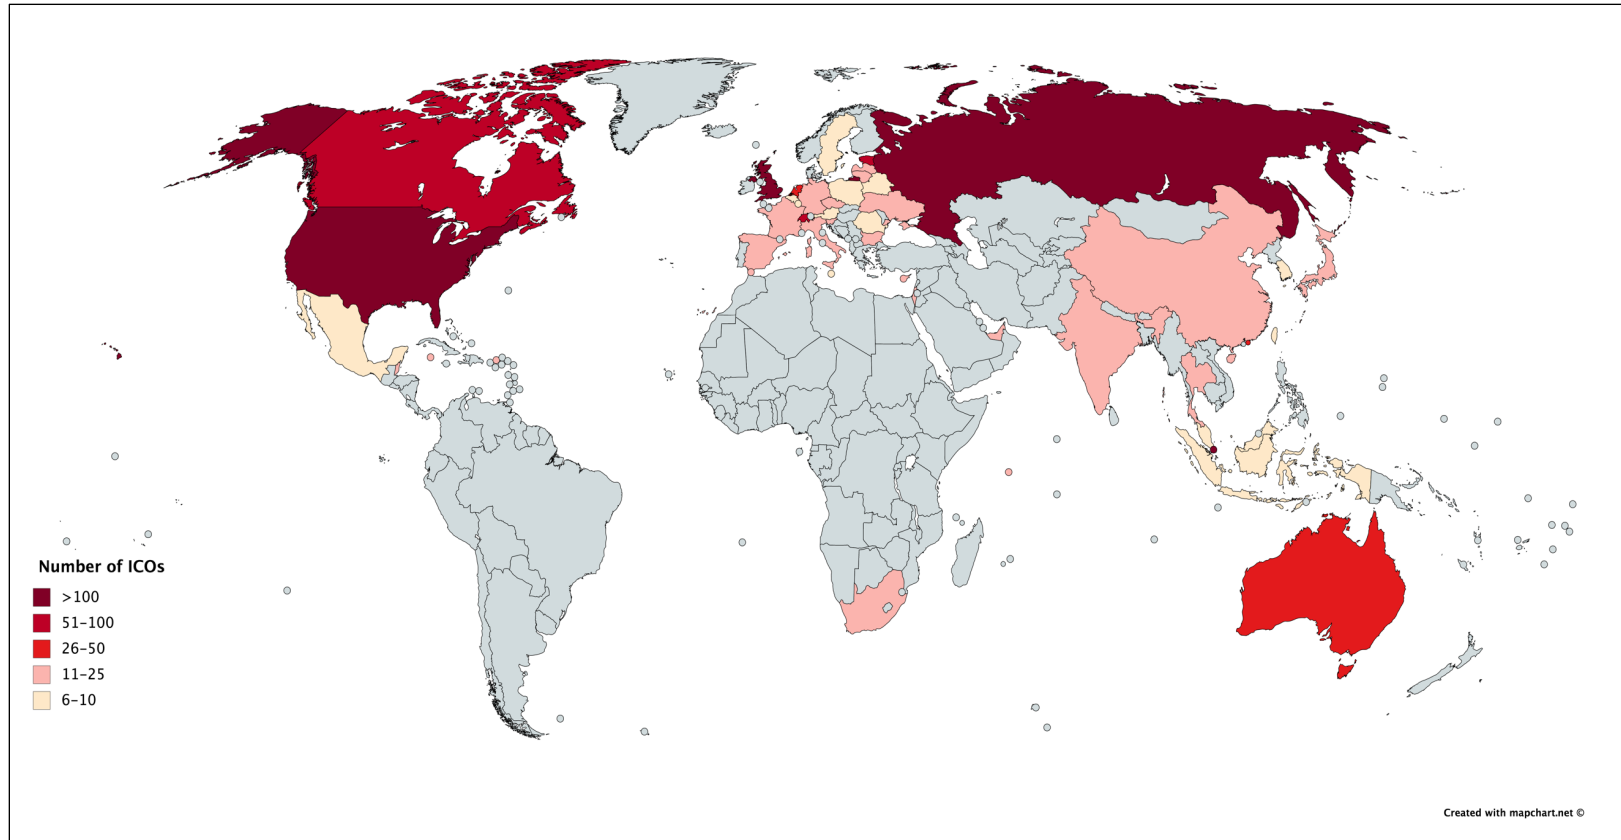 Number of ICOs
>100
51-100
26-50
11-25
6-10
Created with mapchart.net ©